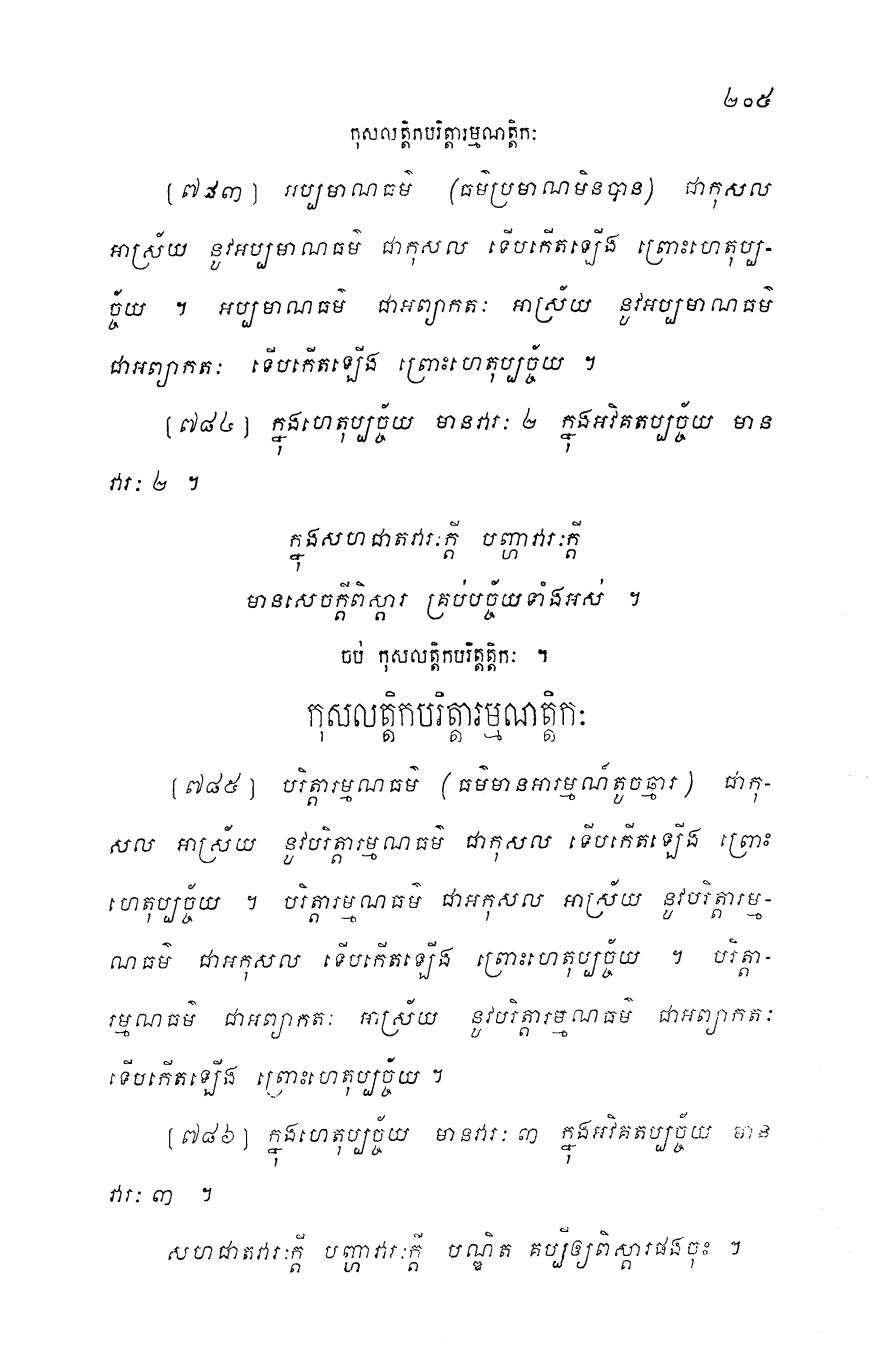 ២០៥
កុសលត្តិកបរិត្តារម្មណត្តិកៈ
[៧៨៣] អប្បមាណធម៌ (ធម៌ប្រមាណមិនបាន) ជាកុសល
អាស្រ័យ នូវអប្បមាណធម៌ ជាកុសល ទើបកើតឡើង ព្រោះហេតុប្ប-
ច្ច័យ ។ អប្បមាណធម៌ ជាអព្យាកតៈ អាស្រ័យ នូវអប្បមាណធម៌
ជាអព្យាកតៈ ទើបកើតឡើង ព្រោះហេតុប្បច្ច័យ ។
[៧៨៤] ក្នុងហេតុប្បច្ច័យ មានវារៈ ២ ក្នុងអវិគតប្បច្ច័យ មាន
វារៈ ២ ។
ក្នុងសហជាតវារៈក្តី បញ្ហាវារៈក្តី
មានសេចក្តីពិស្តារ គ្រប់បច្ច័យទាំងអស់ ។
ចប់ កុសលត្តិកបរិត្តត្តិកៈ ។
កុសលត្តិកបរិត្តារម្មណត្តិកៈ
[៧៨៥] បរិត្តារម្មណធម៌ (ធម៌មានអារម្មណ៍តូចឆ្មារ) ជាកុ-
សល អាស្រ័យ នូវបរិត្តារម្មណធម៌ ជាកុសល ទើបកើតឡើង ព្រោះ
ហេតុប្បច្ច័យ ។ បរិត្តារម្មណធម៌ ជាអកុសល អាស្រ័យ នូវបរិត្តារម្ម-
ណធម៌ ជាអកុសល ទើបកើតឡើង ព្រោះហេតុប្បច្ច័យ ។ បរិត្តា-
រម្មណធម៌ ជាអព្យាកតៈ អាស្រ័យ នូវបរិត្តារម្មណធម៌ ជាអព្យាកតៈ
ទើបកើតឡើង ព្រោះហេតុប្បច្ច័យ ។
[៧៨៦] ក្នុងហេតុប្បច្ច័យ មានវារៈ ៣ ក្នុងអវិគតប្បច្ច័យ មាន
វារៈ ៣ ។
សហជាតវារៈក្តី បញ្ហាវារៈក្តី បណ្ឌិត គប្បីឲ្យពិស្តារផងចុះ ។